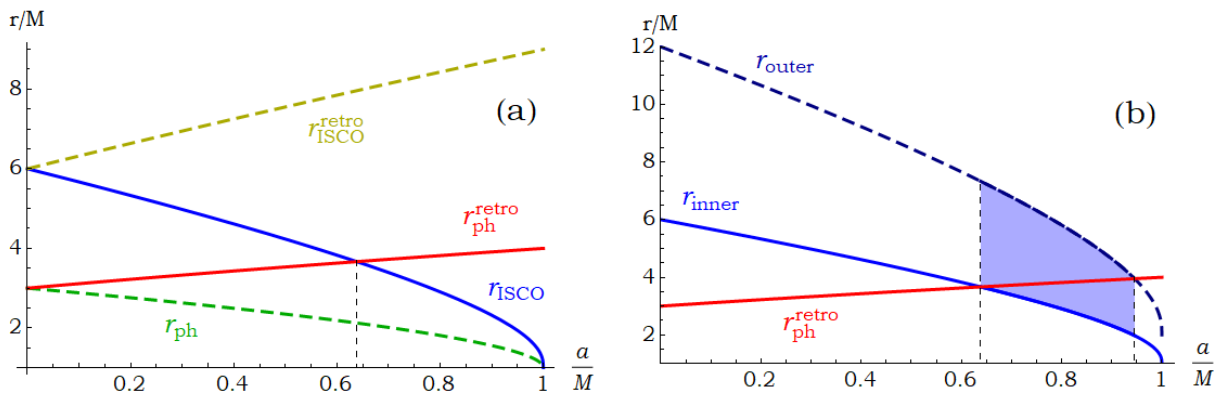 r/M
8
6
4
2
0.2
0.4
0.6
0.8
1
a/M
(a)
r_ISCO^retro
r_ph^retro
r_ISCO
r_ph
r/M
12
10
8
6
4
2
0.2
0.4
0.6
0.8
1
a/M
(b)
r_outer
r_inner
r_ph^retro